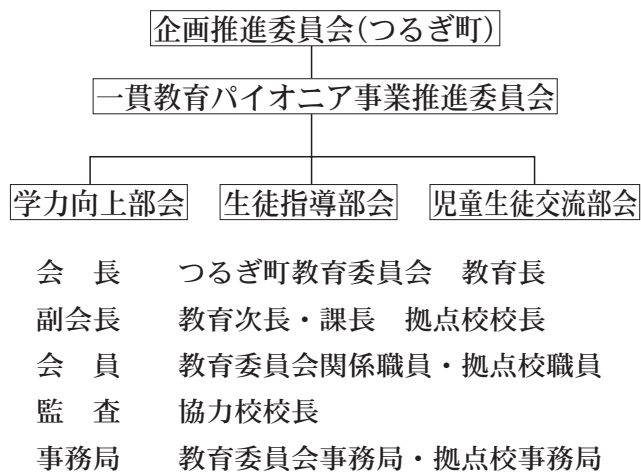 企画推進委員会(つるぎ町)
一貫教育パイオニア事業推進委員会
学力向上部会 生徒指導部会 児童生徒交流部会
会　長　つるぎ町教育委員会　教育長
副会長　教育次長・課長　拠点校校長
会　員　教育委員会関係職員・拠点校職員
監　査　協力校校長
事務局　教育委員会事務局・拠点校事務局